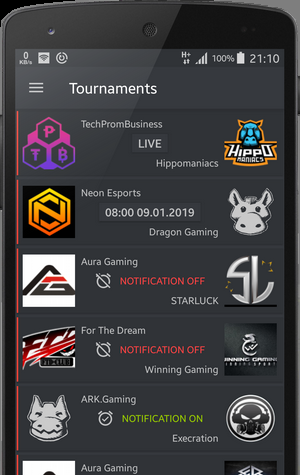 0
KB/s
H+
100%
21:10
Tournaments
TechPromBusiness
P
T B
LIVE
HIPPO
MANIACS
Hippomaniacs
Neon Esports
08:00 09.01.2019
Dragon Gaming
Aura Gaming
NOTIFICATION OFF
SL
STARLUCK
For The Dream
FTD
NOTIFICATION OFF
WINNING GAMING
Winning Gaming
ARK.Gaming
NOTIFICATION ON
Execration
Aura Gaming